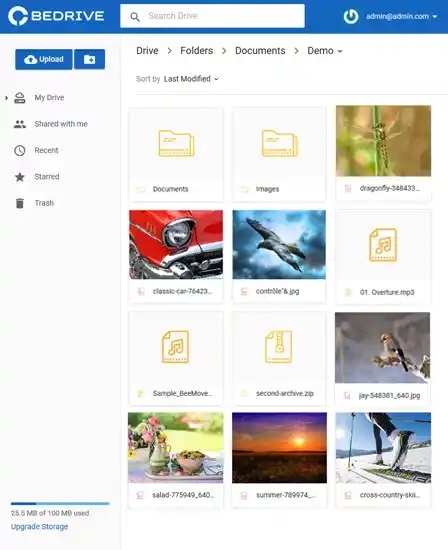 BEDRIVE
Search Drive
admin@admin.com
Upload
Drive > Folders > Documents > Demo
Sort by Last Modified
My Drive
Shared with me
Recent
Starred
Trash
Documents
Images
dragonfly-348433...
classic-car-76423...
contrôle"&.jpg
01. Overture.mp3
Sample_BeeMove...
second-archive.zip
jay-548381_640.jpg
salad-775949_640...
summer-789974_...
cross-country-skii...
25.5 MB of 100 MB used
Upgrade Storage